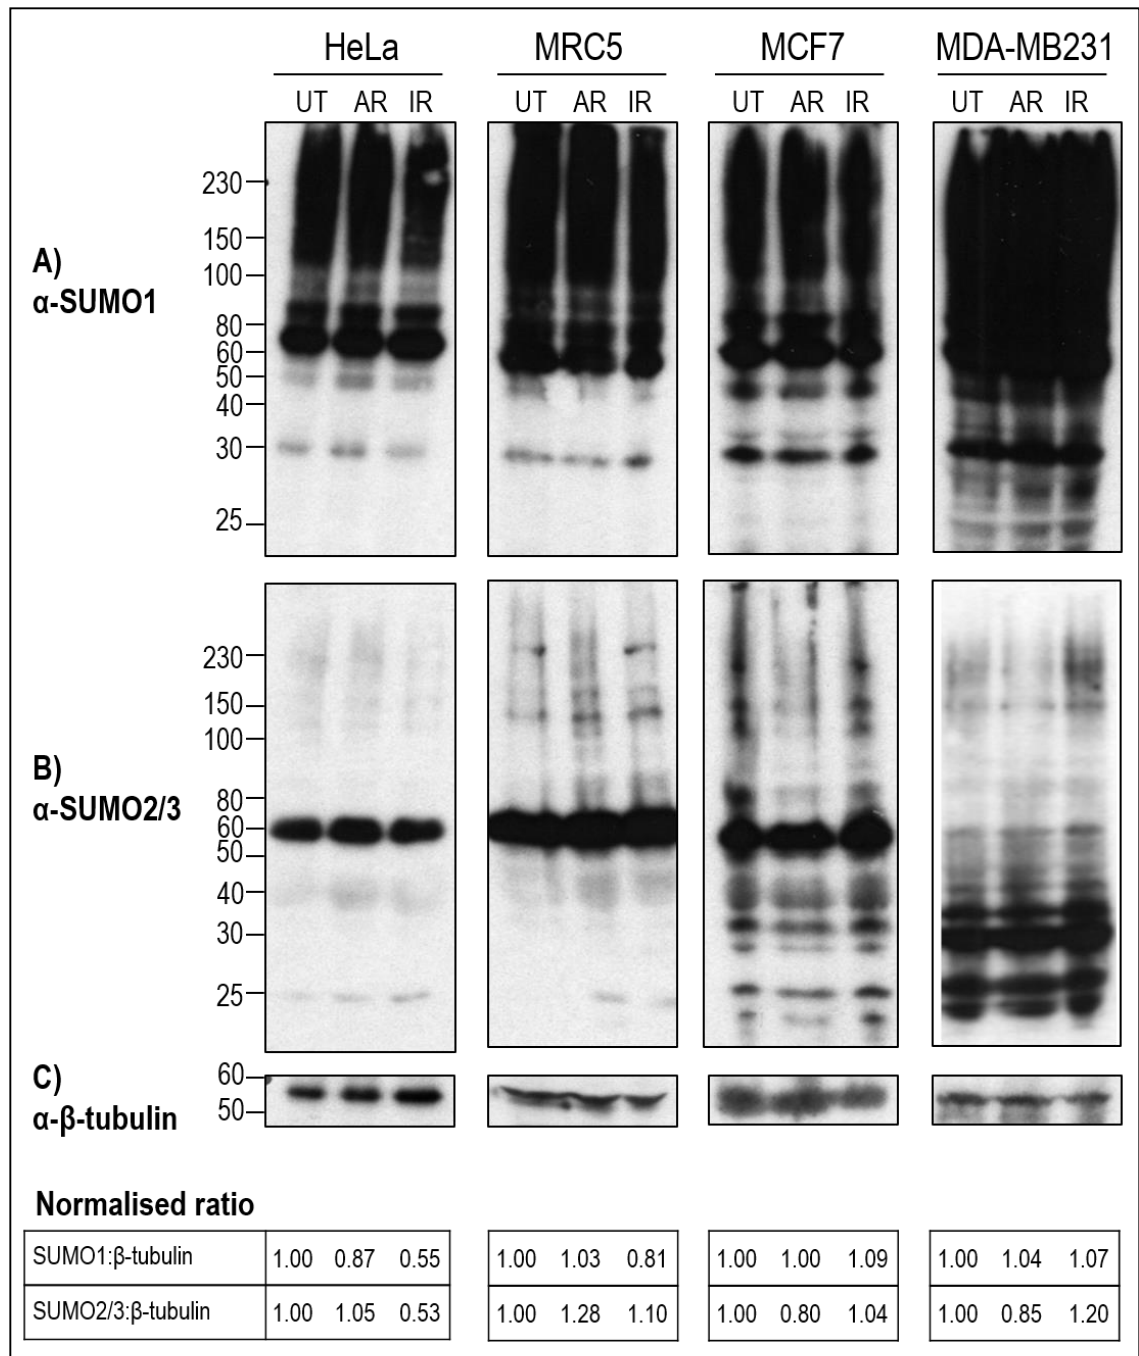 HeLa MRC5 MCF7 MDA-MB231
UT AR IR UT AR IR UT AR IR UT AR IR
A)
α-SUMO1
230
150
100
80
60
50
40
30
25
B)
α-SUMO2/3
230
150
100
80
60
50
40
30
25
C)
α-β-tubulin
60
50
Normalised ratio
SUMO1:β-tubulin 1.00 0.87 0.55 1.00 1.03 0.81 1.00 1.00 1.09 1.00 1.04 1.07
SUMO2/3:β-tubulin 1.00 1.05 0.53 1.00 1.28 1.10 1.00 0.80 1.04 1.00 0.85 1.20